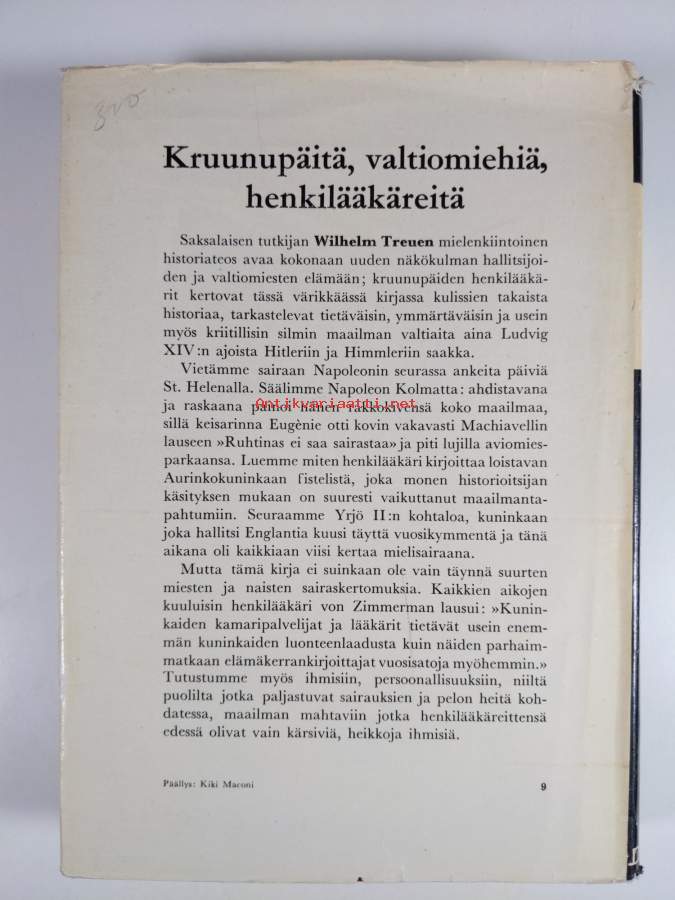 320
Kruunupäitä, valtiomiehiä,
henkilääkäreitä
Saksalaisen tutkijan Wilhelm Treuen mielenkiintoinen
historiateos avaa kokonaan uuden näkökulman hallitsijoi-
den ja valtiomiesten elämään; kruunupäiden henkilääkä-
rit kertovat tässä värikkäässä kirjassa kulissien takaista
historiaa, tarkastelevat tietäväisin, ymmärtäväisin ja usein
myös kriitillisin silmin maailman valtiaita aina Ludvig
XIV:n ajoista Hitleriin ja Himmleriin saakka.
Vietämme sairaan Napoleonin seurassa ankeita päiviä
St. Helenalla. Säälimme Napoleon Kolmatta: ahdistavana
Antikvariaatti.net
ja raskaana painoi hänen rakkokivensä koko maailmaa,
sillä keisarinna Eugènie otti kovin vakavasti Machiavellin
lauseen »Ruhtinas ei saa sairastaa» ja piti lujilla aviomies-
parkaansa. Luemme miten henkilääkäri kirjoittaa loistavan
Aurinkokuninkaan fistelistä, joka monen historioitsijan
käsityksen mukaan on suuresti vaikuttanut maailmanta-
pahtumiin. Seuraamme Yrjö II:n kohtaloa, kuninkaan
joka hallitsi Englantia kuusi täyttä vuosikymmentä ja tänä
aikana oli kaikkiaan viisi kertaa mielisairaana.
Mutta tämä kirja ei suinkaan ole vain täynnä suurten
miesten ja naisten sairaskertomuksia. Kaikkien aikojen
kuuluisin henkilääkäri von Zimmerman lausui: »Kunin-
kaiden kamaripalvelijat ja lääkärit tietävät usein enem-
män kuninkaiden luonteenlaadusta kuin näiden parhaim-
matkaan elämäkerrankirjoittajat vuosisatoja myöhemmin.»
Tutustumme myös ihmisiin, persoonallisuuksiin, niiltä
puolilta jotka paljastuvat sairauksien ja pelon heitä koh-
datessa, maailman mahtaviin jotka henkilääkäreittensä
edessä olivat vain kärsiviä, heikkoja ihmisiä.
Päällys: Kiki Maconi
9